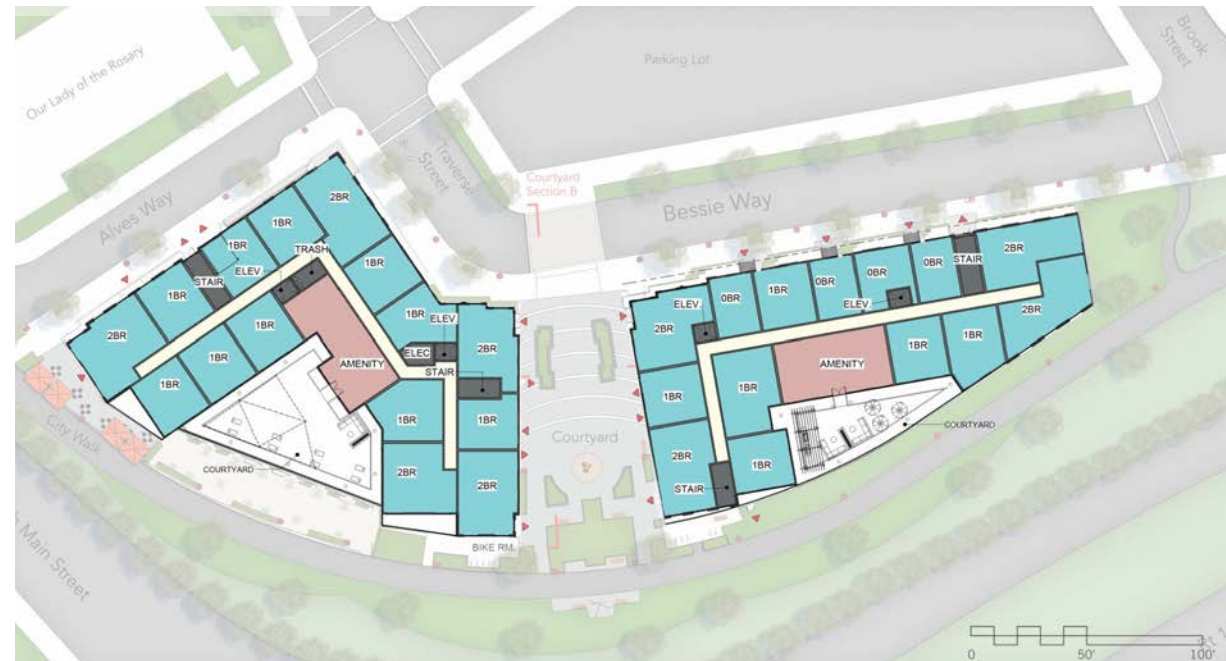 Our Lady of the Rosary
Parking Lot
Brook
Street
Alves Way
Traverse
Street
Courtyard
Section B
Bessie Way
2BR
1BR
1BR
TRASH
ELEV.
STAIR
1BR
2BR
1BR
1BR
1BR
1BR
1BR
ELEV.
ELEC
STAIR
AMENITY
2BR
1BR
1BR
2BR
2BR
COURTYARD
BIKE RM.
City Walk
Main Street
Courtyard
2BR
ELEV.
0BR
1BR
0BR
0BR
ELEV.
0BR
STAIR
2BR
2BR
1BR
1BR
AMENITY
1BR
1BR
2BR
1BR
STAIR
COURTYARD
0
50'
100'